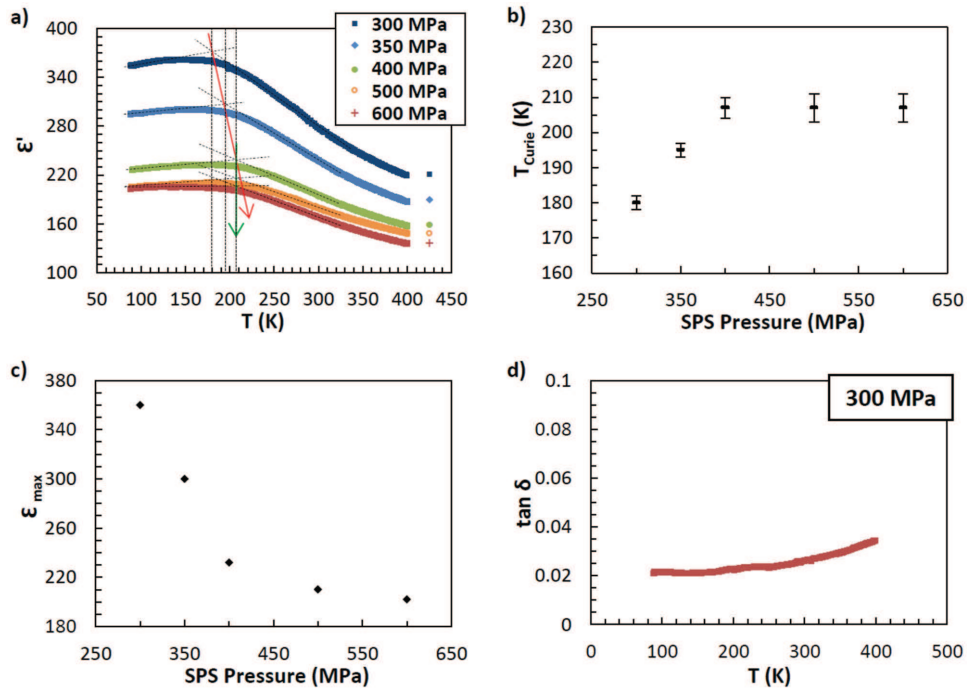 a)
400
340
280
220
160
100
ε'
50 100 150 200 250 300 350 400 450
T (K)
300 MPa
350 MPa
400 MPa
500 MPa
600 MPa
b)
220
210
200
190
180
170
160
T Curie (K)
250 350 450 550 650
SPS Pressure (MPa)
c)
380
340
300
260
220
180
ε max
250 350 450 550 650
SPS Pressure (MPa)
d)
300 MPa
0.1
0.08
0.06
0.04
0.02
0
tan δ
0 100 200 300 400 500
T (K)